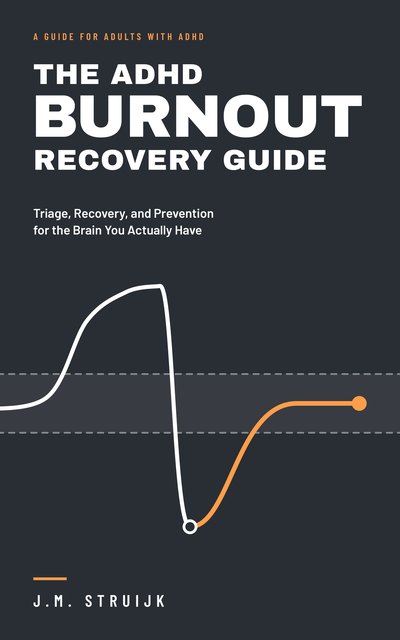 A GUIDE FOR ADULTS WITH ADHD
THE ADHD
BURNOUT
RECOVERY GUIDE
Triage, Recovery, and Prevention
for the Brain You Actually Have
J.M. STRUIJK